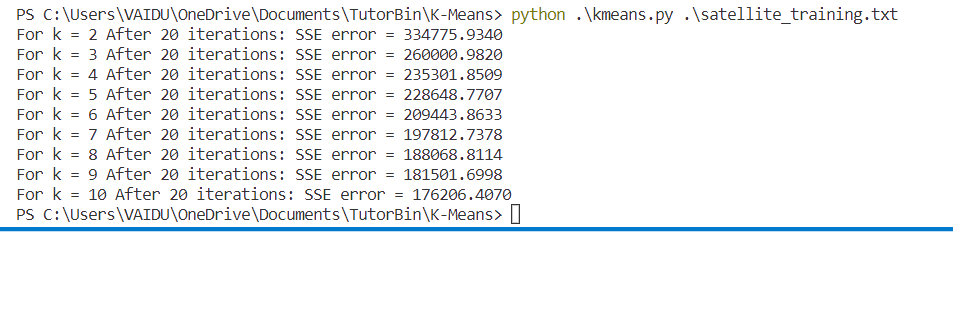 PS C:\Users\VAIDU\OneDrive\Documents\TutorBin\K-Means> python .\kmeans.py .\satellite_training.txt
For k = 2 After 20 iterations: SSE error = 334775.9340
For k = 3 After 20 iterations: SSE error = 260000.9820
For k = 4 After 20 iterations: SSE error = 235301.8509
For k = 5 After 20 iterations: SSE error = 228648.7707
For k = 6 After 20 iterations: SSE error = 209443.8633
For k = 7 After 20 iterations: SSE error = 197812.7378
For k = 8 After 20 iterations: SSE error = 188068.8114
For k = 9 After 20 iterations: SSE error = 181501.6998
For k = 10 After 20 iterations: SSE error = 176206.4070
PS C:\Users\VAIDU\OneDrive\Documents\TutorBin\K-Means>